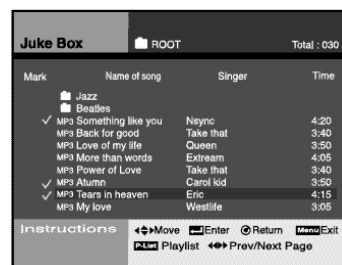 Juke Box ROOT Total : 030
Mark Name of song Singer Time
Jazz
Beatles
MP3 Something like you Nsync 4:20
MP3 Back for good Take that 3:40
MP3 Love of my life Queen 3:50
MP3 More than words Extream 4:05
MP3 Power of Love Take that 3:40
MP3 Atumn Carol kid 3:50
MP3 Tears in heaven Eric 4:15
MP3 My love Westlife 3:05
Instructions Move Enter Return Menu Exit
P-List Playlist Prev/Next Page